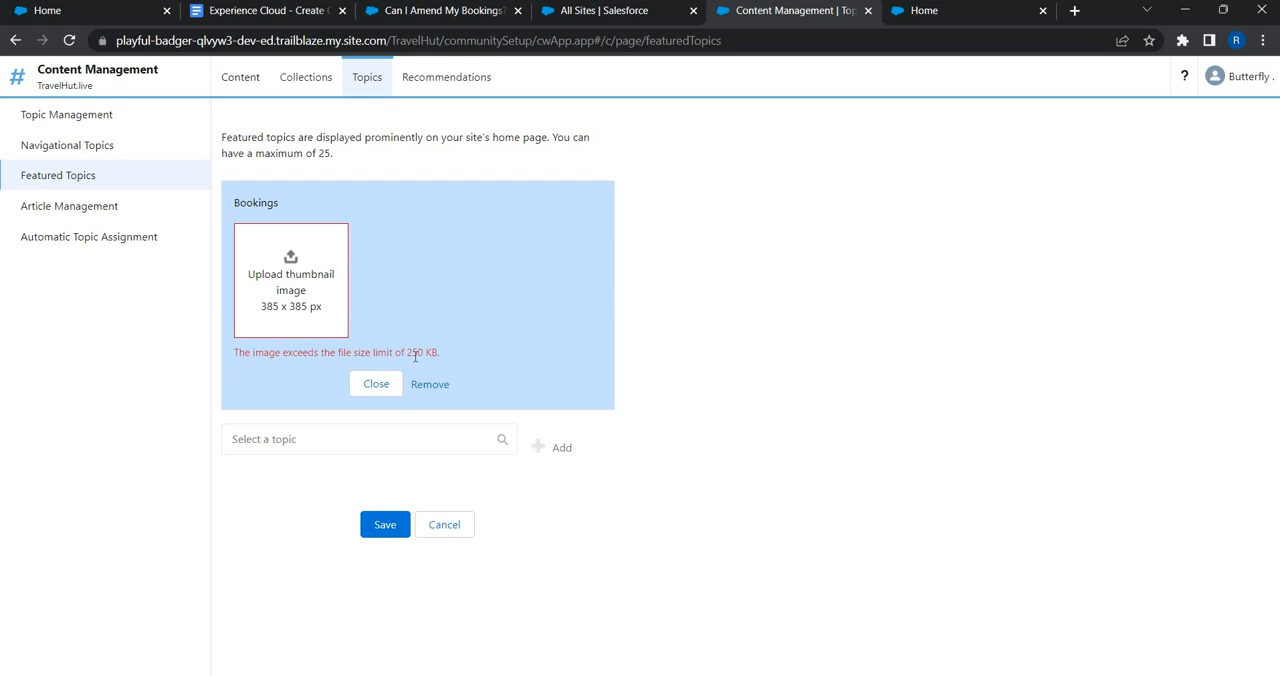 Home
Experience Cloud - Create
Can I Amend My Bookings?
All Sites | Salesforce
Content Management | Top
Home
playful-badger-qlvyw3-dev-ed.trailblaze.my.site.com/TravelHut/communitySetup/cwApp.app#/c/page/featuredTopics
R
# Content Management
TravelHut.live
Content
Collections
Topics
Recommendations
?
Butterfly .
Topic Management
Navigational Topics
Featured Topics
Article Management
Automatic Topic Assignment
Featured topics are displayed prominently on your site's home page. You can
have a maximum of 25.
Bookings
Upload thumbnail
image
385 x 385 px
The image exceeds the file size limit of 250 KB.
Close
Remove
Select a topic
Add
Save
Cancel